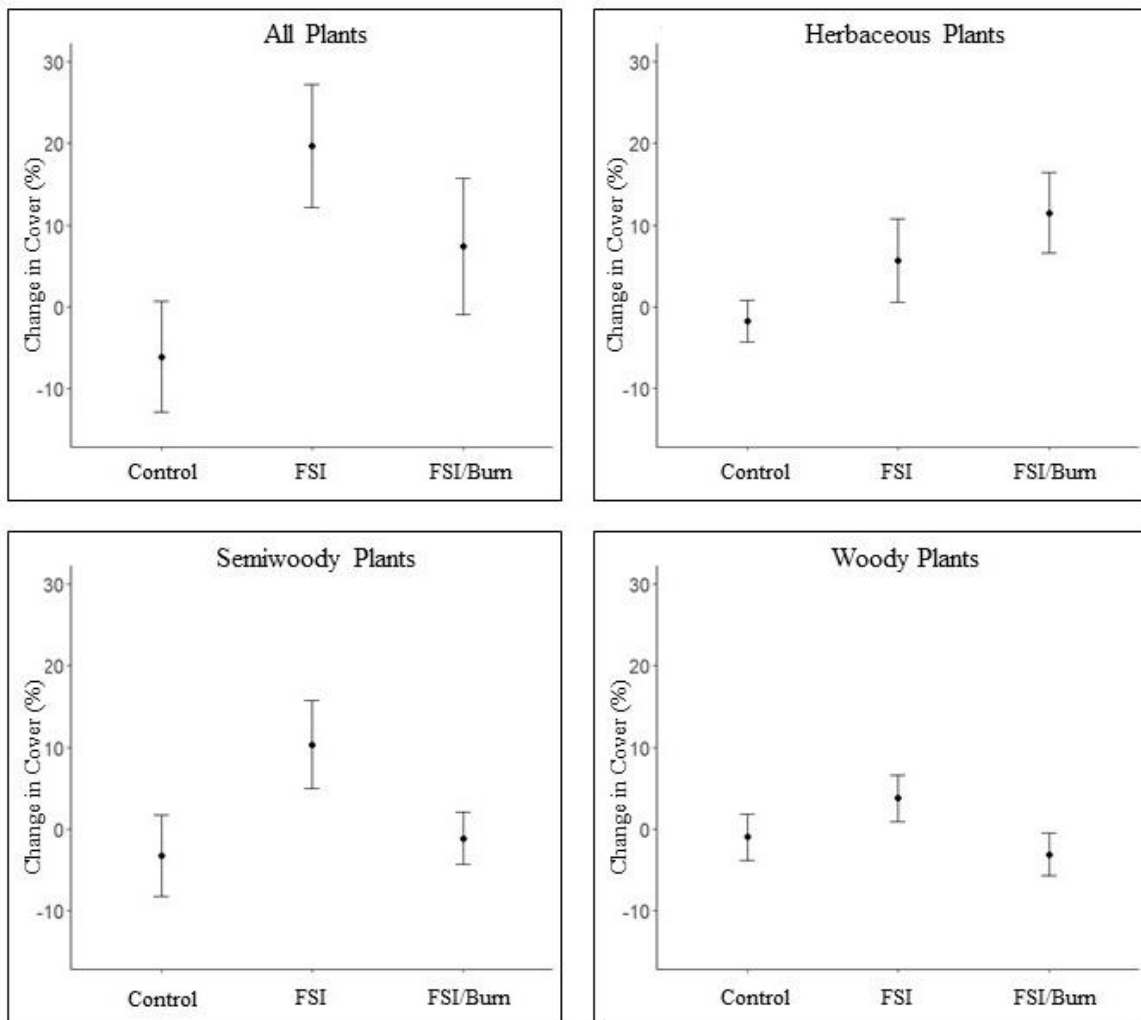 All Plants
Change in Cover (%)
30
20
10
0
-10
Control FSI FSI/Burn
Herbaceous Plants
Change in Cover (%)
30
20
10
0
-10
Control FSI FSI/Burn
Semiwoody Plants
Change in Cover (%)
30
20
10
0
-10
Control FSI FSI/Burn
Woody Plants
Change in Cover (%)
30
20
10
0
-10
Control FSI FSI/Burn